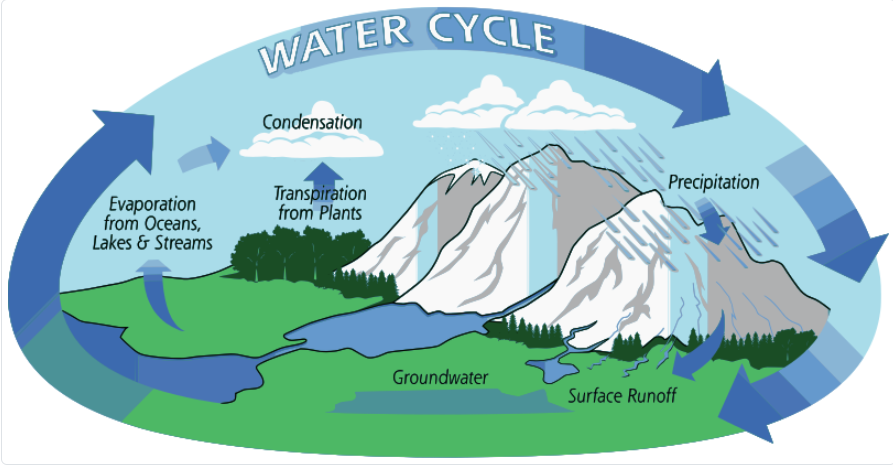 WATER CYCLE
Condensation
Precipitation
Evaporation
from Oceans,
Lakes & Streams
Transpiration
from Plants
Groundwater
Surface Runoff